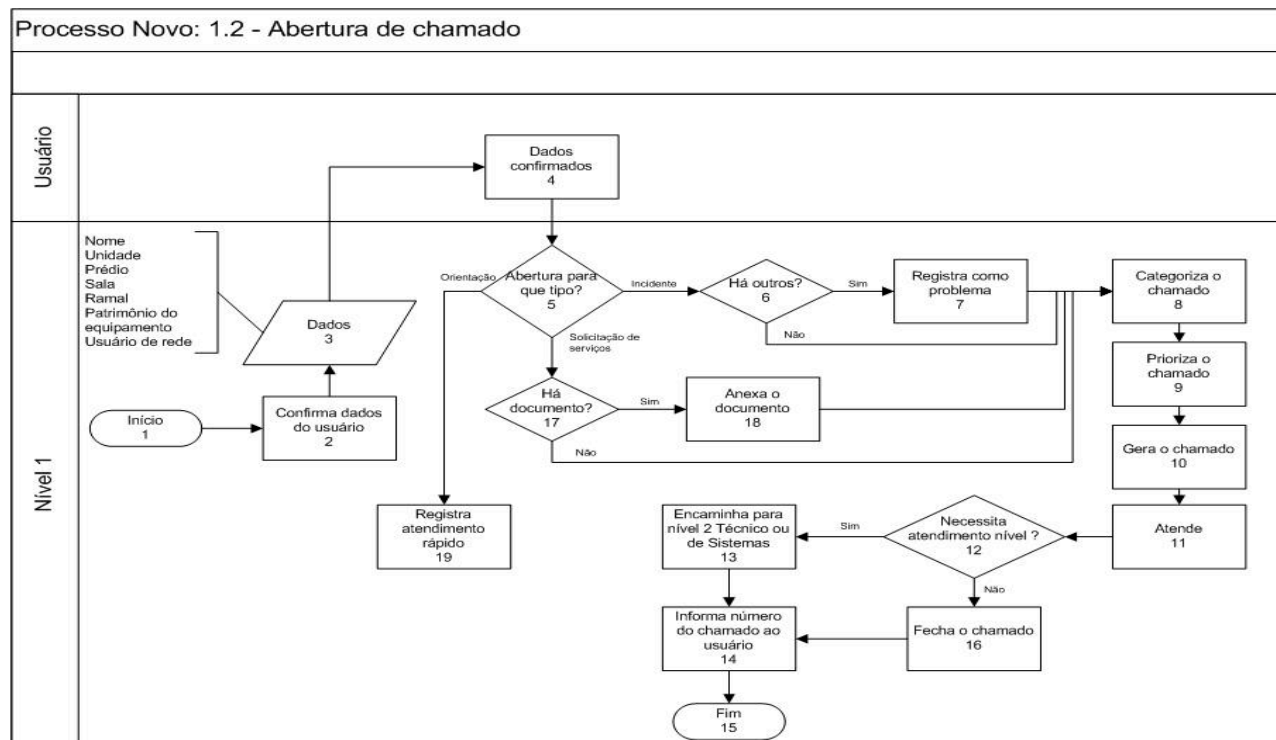 Processo Novo: 1.2 - Abertura de chamado
Usuário
Dados
confirmados
4
Nível 1
Nome
Unidade
Prédio
Sala
Ramal
Patrimônio do
equipamento
Usuário de rede
Dados
3
Início
1
Confirma dados
do usuário
2
Orientação
Abertura para
que tipo?
5
Incidente
Solicitação de
serviços
Há outros?
6
Sim
Não
Registra como
problema
7
Categoriza o
chamado
8
Prioriza o
chamado
9
Há
documento?
17
Sim
Não
Anexa o
documento
18
Gera o chamado
10
Registra
atendimento
rápido
19
Encaminha para
nível 2 Técnico ou
de Sistemas
13
Sim
Necessita
atendimento nível ?
12
Não
Atende
11
Informa número
do chamado ao
usuário
14
Fecha o chamado
16
Fim
15